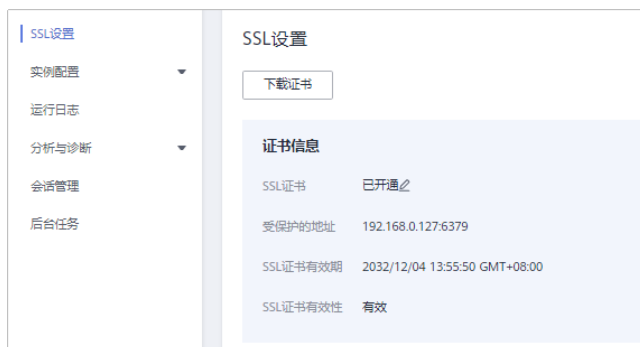 SSL设置
实例配置
运行日志
分析与诊断
会话管理
后台任务
SSL设置
下载证书
证书信息
SSL证书 已开通
受保护的地址 192.168.0.127:6379
SSL证书有效期 2032/12/04 13:55:50 GMT+08:00
SSL证书有效性 有效